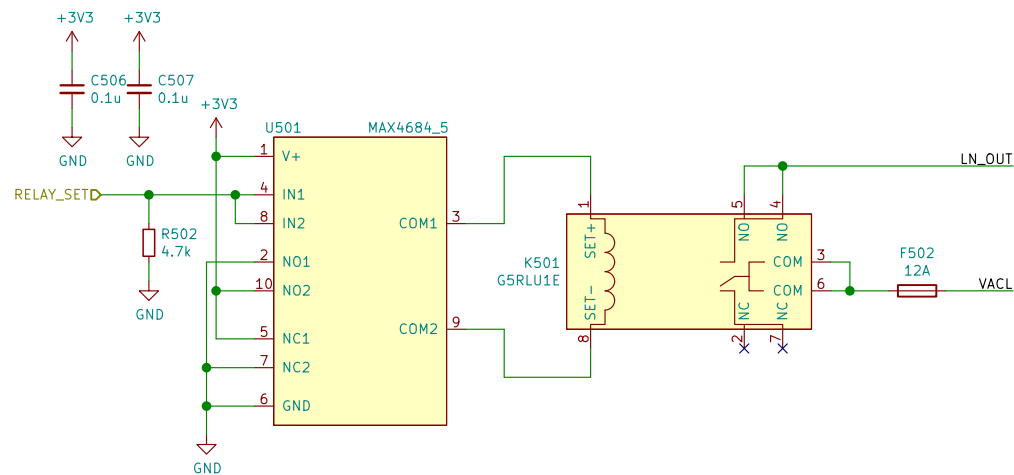 +3V3
+3V3
C506
0.1u
C507
0.1u
GND
GND
+3V3
U501
MAX4684_5
1
V+
RELAY_SET
4
IN1
8
IN2
R502
4.7k
GND
2
NO1
10
NO2
5
NC1
7
NC2
6
GND
GND
COM1
3
COM2
9
1
SET+
K501
G5RLU1E
SET-
8
5
4
NO
NO
COM
3
COM
6
NC
NC
2
7
LN_OUT
F502
12A
VACL